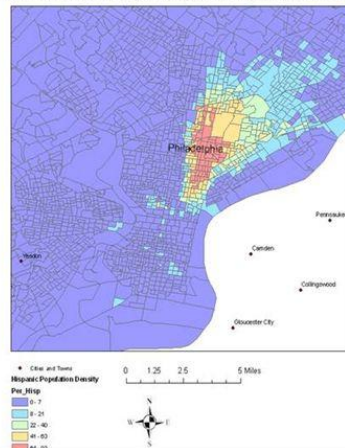 Philadelphia
Pennsauken
Yeadon
Camden
Collingswood
Gloucester City
Cities and Towns
Hispanic Population Density
Per_Hisp
0 - 7
8 - 21
22 - 40
41 - 63
0 1.25 2.5 5 Miles
N
W E
S